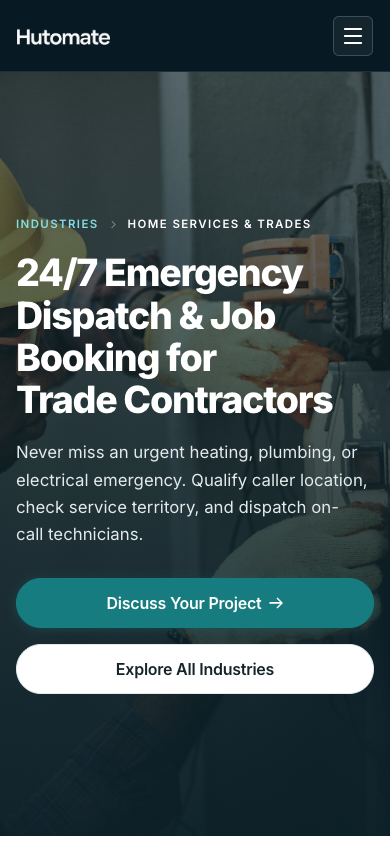 Hutomate
INDUSTRIES > HOME SERVICES & TRADES
24/7 Emergency
Dispatch & Job
Booking for
Trade Contractors
Never miss an urgent heating, plumbing, or
electrical emergency. Qualify caller location,
check service territory, and dispatch on-
call technicians.
Discuss Your Project →
Explore All Industries